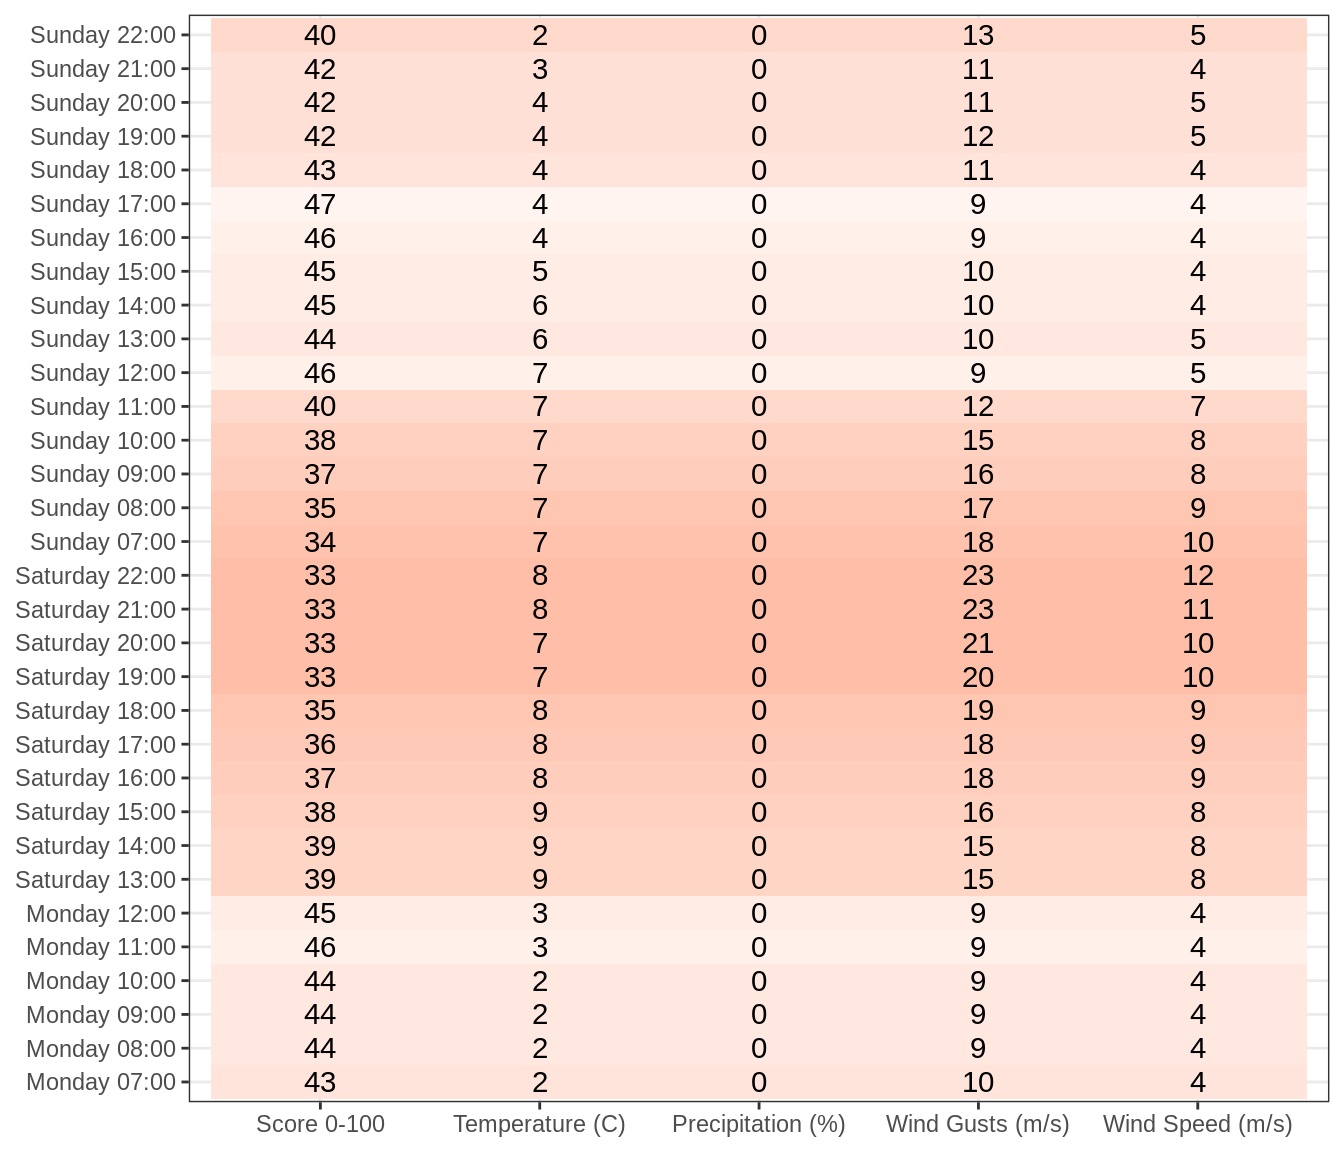 Sunday 22:00 40 2 0 13 5
Sunday 21:00 42 3 0 11 4
Sunday 20:00 42 4 0 11 5
Sunday 19:00 42 4 0 12 5
Sunday 18:00 43 4 0 11 4
Sunday 17:00 47 4 0 9 4
Sunday 16:00 46 4 0 9 4
Sunday 15:00 45 5 0 10 4
Sunday 14:00 45 6 0 10 4
Sunday 13:00 44 6 0 10 5
Sunday 12:00 46 7 0 9 5
Sunday 11:00 40 7 0 12 7
Sunday 10:00 38 7 0 15 8
Sunday 09:00 37 7 0 16 8
Sunday 08:00 35 7 0 17 9
Sunday 07:00 34 7 0 18 10
Saturday 22:00 33 8 0 23 12
Saturday 21:00 33 8 0 23 11
Saturday 20:00 33 7 0 21 10
Saturday 19:00 33 7 0 20 10
Saturday 18:00 35 8 0 19 9
Saturday 17:00 36 8 0 18 9
Saturday 16:00 37 8 0 18 9
Saturday 15:00 38 9 0 16 8
Saturday 14:00 39 9 0 15 8
Saturday 13:00 39 9 0 15 8
Monday 12:00 45 3 0 9 4
Monday 11:00 46 3 0 9 4
Monday 10:00 44 2 0 9 4
Monday 09:00 44 2 0 9 4
Monday 08:00 44 2 0 9 4
Monday 07:00 43 2 0 10 4
Score 0-100 Temperature (C) Precipitation (%) Wind Gusts (m/s) Wind Speed (m/s)